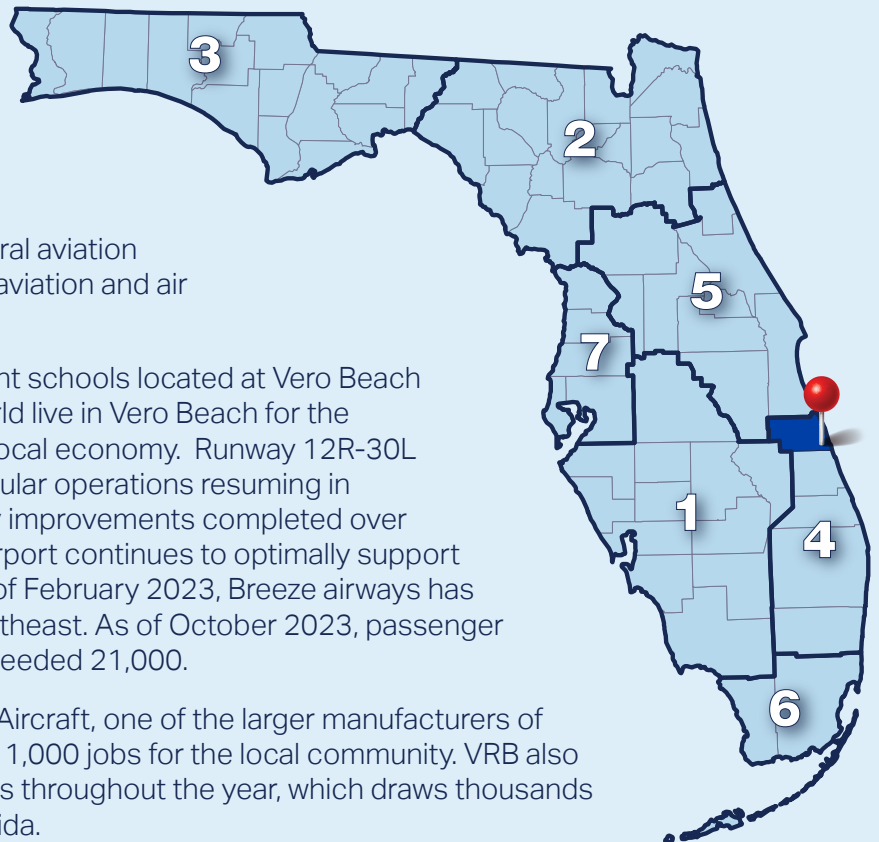 3
2
ral aviation
aviation and air
5
7
nt schools located at Vero Beach
rld live in Vero Beach for the
ocal economy. Runway 12R-30L
ular operations resuming in
y improvements completed over
1
rport continues to optimally support
4
of February 2023, Breeze airways has
theast. As of October 2023, passenger
eeded 21,000.
6
Aircraft, one of the larger manufacturers of
1,000 jobs for the local community. VRB also
s throughout the year, which draws thousands
ida.